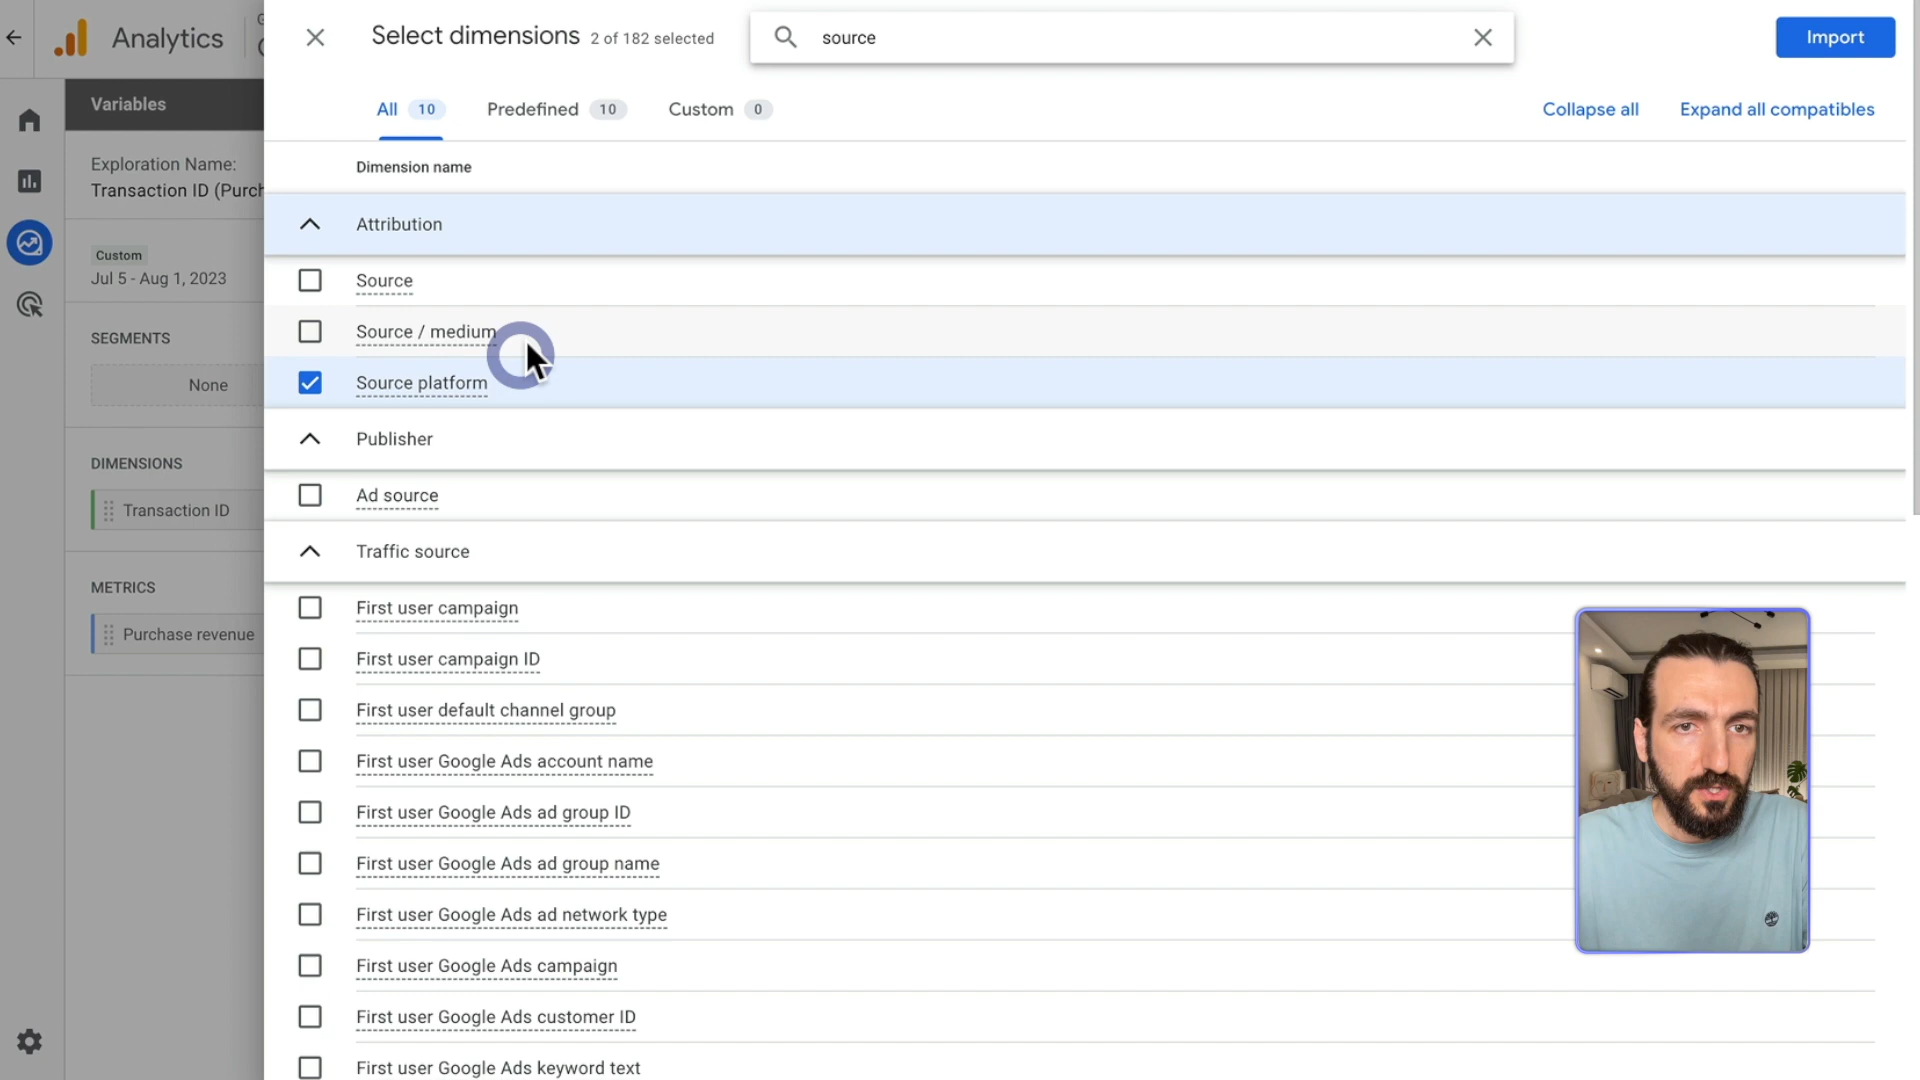 Analytics
Select dimensions 2 of 182 selected
source
Import
All 10
Predefined 10
Custom 0
Collapse all
Expand all compatibles
Variables
Exploration Name:
Transaction ID (Purch
Custom
Jul 5 - Aug 1, 2023
SEGMENTS
None
DIMENSIONS
Transaction ID
METRICS
Purchase revenue
Dimension name
Attribution
Source
Source / medium
Source platform
Publisher
Ad source
Traffic source
First user campaign
First user campaign ID
First user default channel group
First user Google Ads account name
First user Google Ads ad group ID
First user Google Ads ad group name
First user Google Ads ad network type
First user Google Ads campaign
First user Google Ads customer ID
First user Google Ads keyword text